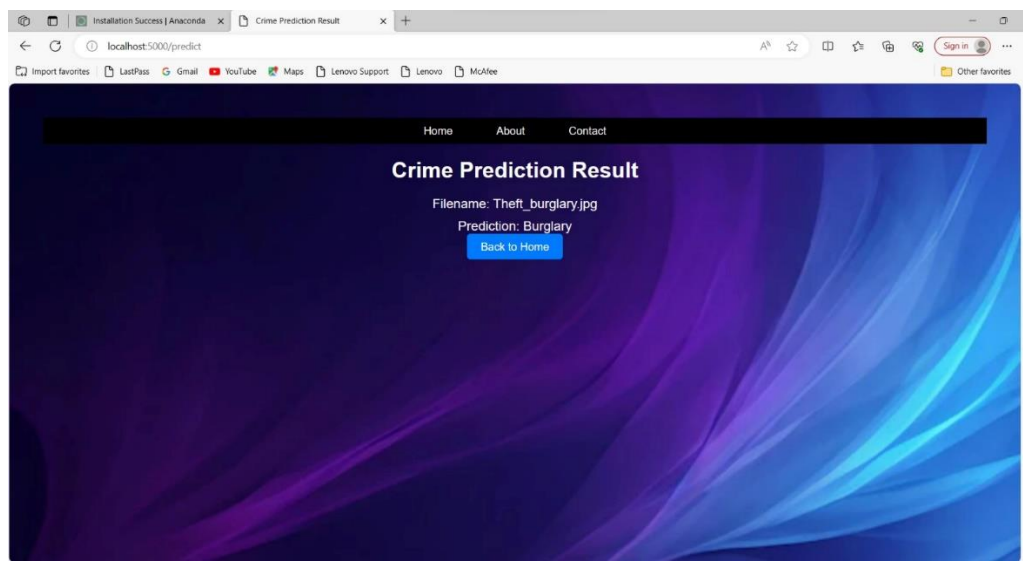 Installation Success | Anaconda
Crime Prediction Result
localhost:5000/predict
Sign in
Import favorites LastPass Gmail YouTube Maps Lenovo Support Lenovo McAfee Other favorites
Home About Contact
Crime Prediction Result
Filename: Theft_burglary.jpg
Prediction: Burglary
Back to Home